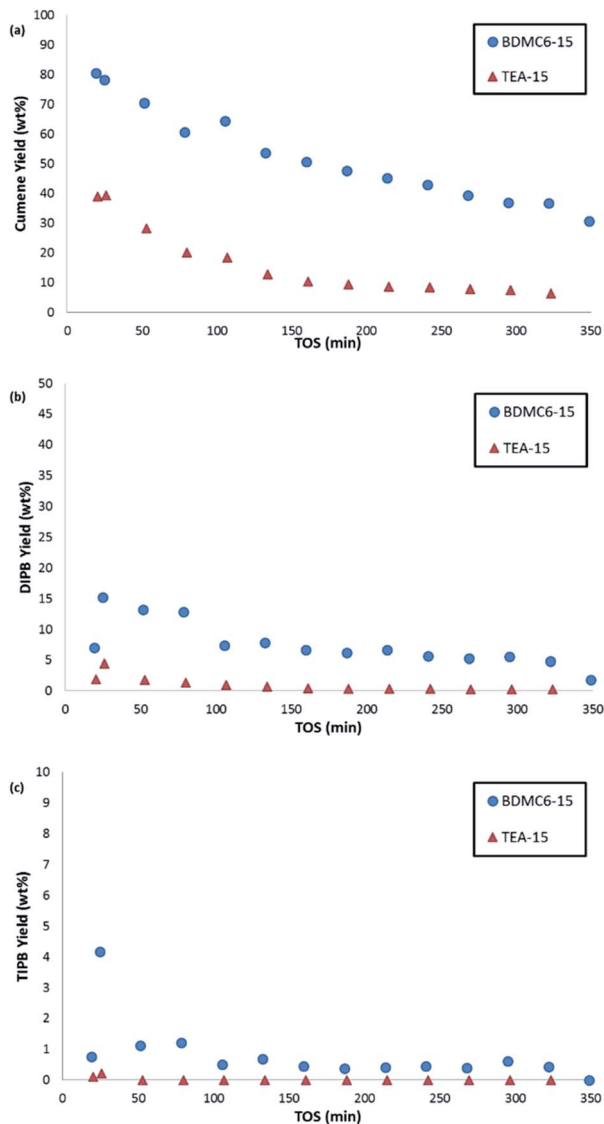 (a)
100
90
80
70
60
50
40
30
20
10
0
Cumene Yield (wt%)
BDMC6-15
TEA-15
0 50 100 150 200 250 300 350
TOS (min)
(b)
50
45
40
35
30
25
20
15
10
5
0
DIPB Yield (wt%)
BDMC6-15
TEA-15
0 50 100 150 200 250 300 350
TOS (min)
(c)
10
9
8
7
6
5
4
3
2
1
0
TIPB Yield (wt%)
BDMC6-15
TEA-15
0 50 100 150 200 250 300 350
TOS (min)